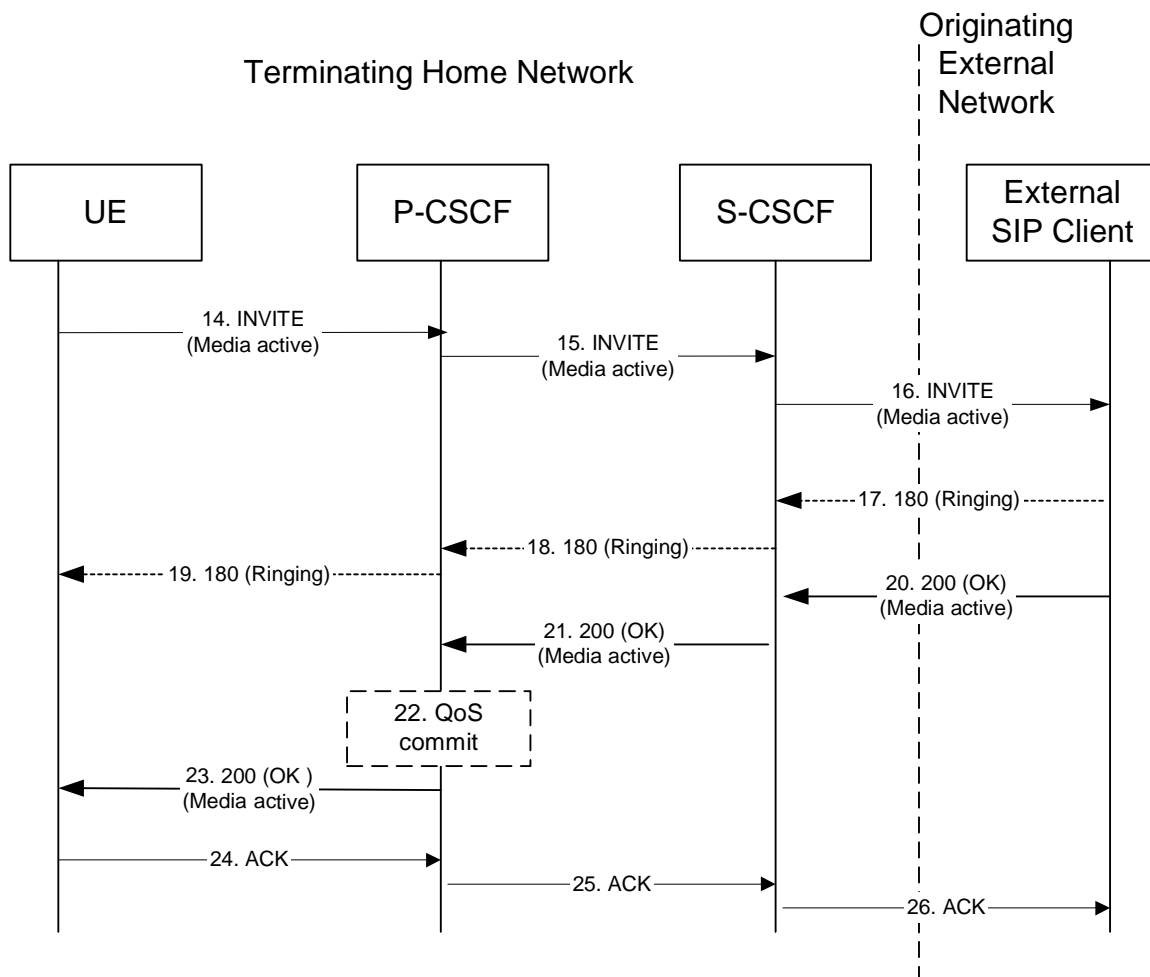 Originating
External
Network
Terminating Home Network
UE
P-CSCF
S-CSCF
External
SIP Client
14. INVITE
(Media active)
15. INVITE
(Media active)
16. INVITE
(Media active)
17. 180 (Ringing)
18. 180 (Ringing)
19. 180 (Ringing)
20. 200 (OK)
(Media active)
21. 200 (OK)
(Media active)
22. QoS
commit
23. 200 (OK )
(Media active)
24. ACK
25. ACK
26. ACK